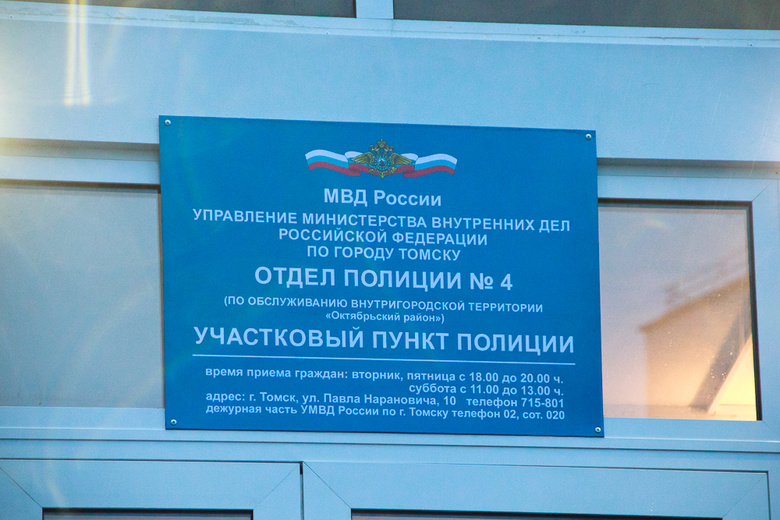 МВД России
УПРАВЛЕНИЕ МИНИСТЕРСТВА ВНУТРЕННИХ ДЕЛ
РОССИЙСКОЙ ФЕДЕРАЦИИ
ПО ГОРОДУ ТОМСКУ
ОТДЕЛ ПОЛИЦИИ № 4
(ПО ОБСЛУЖИВАНИЮ ВНУТРИГОРОДСКОЙ ТЕРРИТОРИИ
«Октябрьский район»)
УЧАСТКОВЫЙ ПУНКТ ПОЛИЦИИ
время приема граждан: вторник, пятница с 18.00 до 20.00 ч.
суббота с 11.00 до 13.00 ч.
адрес: г. Томск, ул. Павла Нарановича, 10 телефон 715-801
дежурная часть УМВД России по г. Томску телефон 02, сот. 020